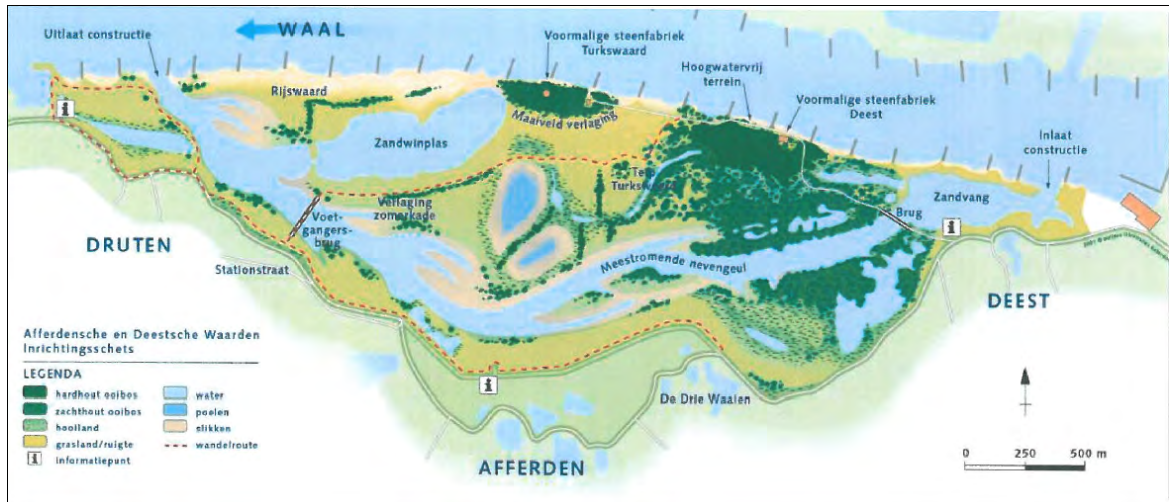 WAAL
Uitlaat constructie
Voormalige steenfabriek
Turkswaard
Hoogwatervrij
terrein
Voormalige steenfabriek
Deest
Inlaat
constructie
Rijswaard
Maaiveld verlaging
Zandwinplas
Verlaging
zomerkade
Voet-
gangers-
brug
Brug
Zandvang
Meestromende nevengeul
DRUTEN
Stationstraat
DEEST
De Drie Waaien
AFFERDEN
Afferdensche en Deestsche Waarden
Inrichtingsschets
LEGENDA
hardhout ooibos
zachthout ooibos
hooiland
grasland/ruigte
i informatiepunt
water
poelen
slikken
wandelroute
0 250 500 m
i
i
i